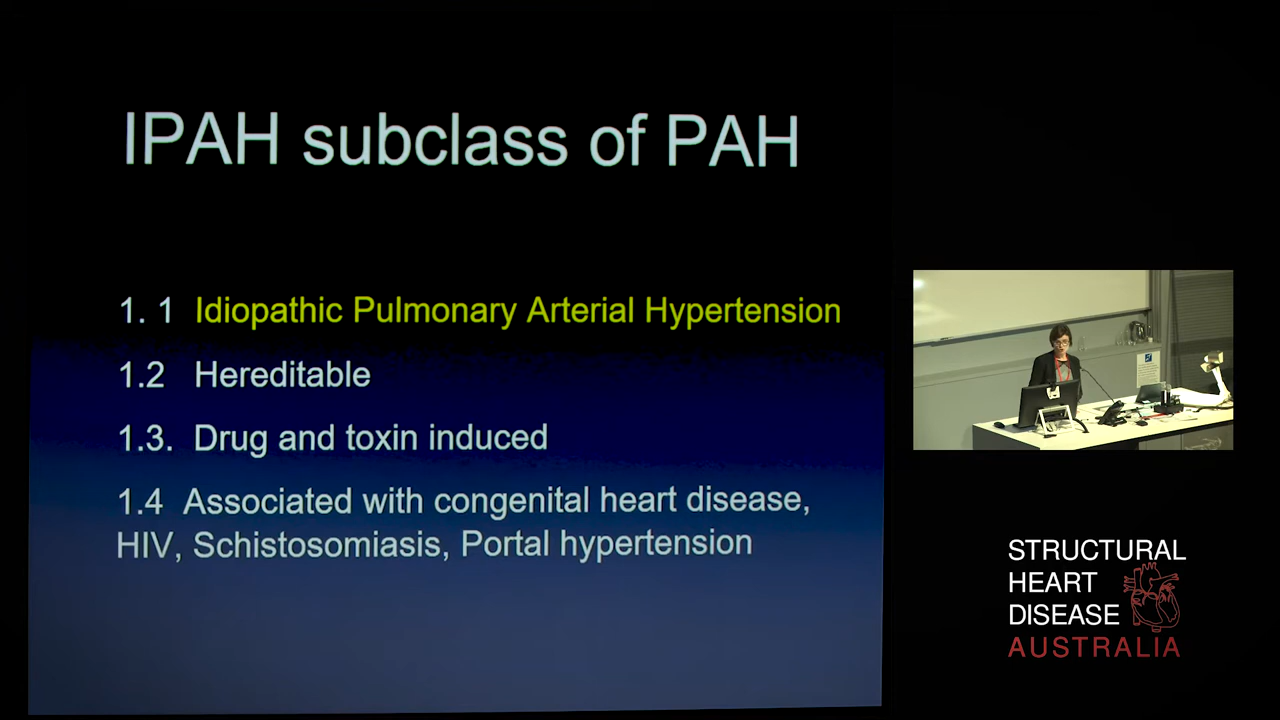 IPAH subclass of PAH
1. 1 Idiopathic Pulmonary Arterial Hypertension
1.2 Hereditable
1.3. Drug and toxin induced
1.4 Associated with congenital heart disease,
HIV, Schistosomiasis, Portal hypertension
STRUCTURAL
HEART
DISEASE
AUSTRALIA